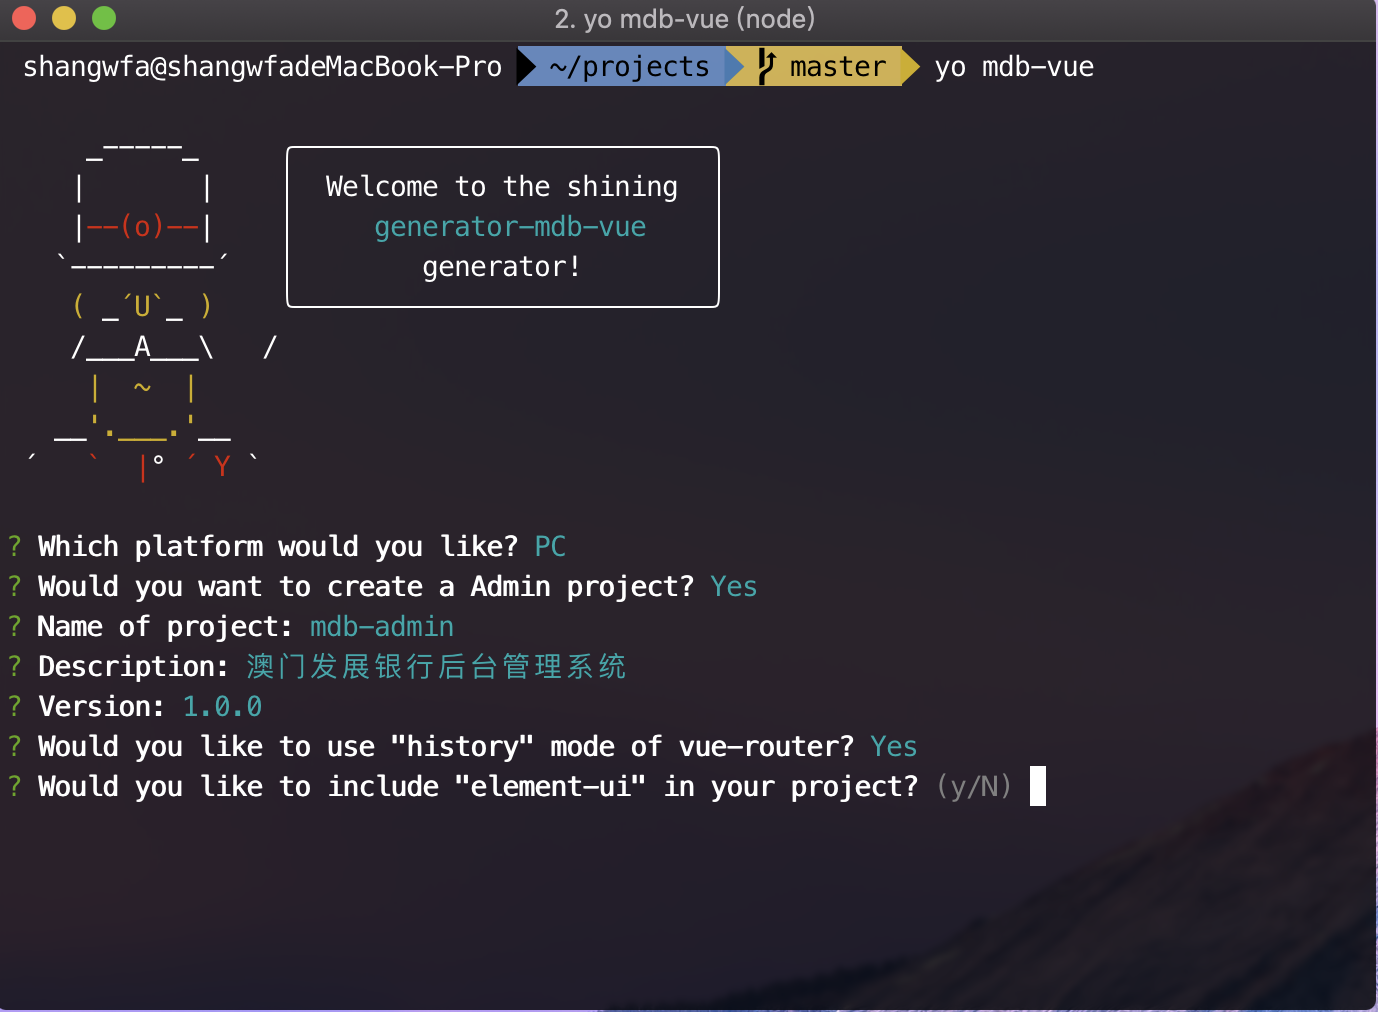 2. yo mdb-vue (node)
shangwfa@shangwfadeMacBook-Pro ~/projects master yo mdb-vue
_-----_
|       |
|--(o)--|
`---------´
( _´U`_ )
/___A___\   /
|  ~  |
__'.___.'__
´   `  |° ´ Y `
Welcome to the shining
generator-mdb-vue
generator!
? Which platform would you like? PC
? Would you want to create a Admin project? Yes
? Name of project: mdb-admin
? Description: 澳门发展银行后台管理系统
? Version: 1.0.0
? Would you like to use "history" mode of vue-router? Yes
? Would you like to include "element-ui" in your project? (y/N)